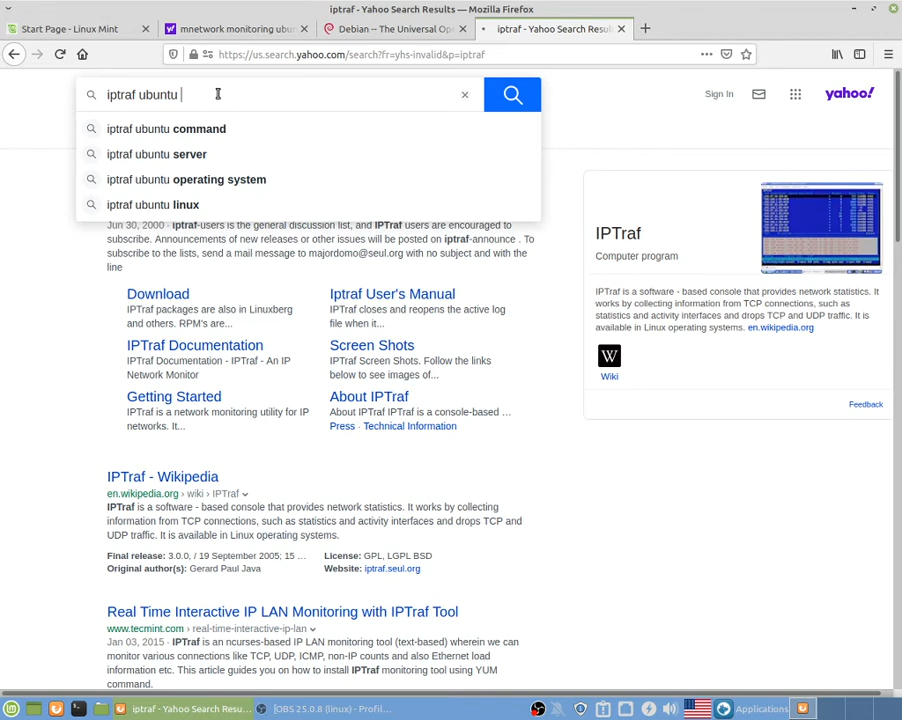 iptraf - Yahoo Search Results — Mozilla Firefox
Start Page - Linux Mint
mnetwork monitoring ubun
Debian -- The Universal Ope
iptraf - Yahoo Search Results
https://us.search.yahoo.com/search?fr=yhs-invalid&p=iptraf
iptraf ubuntu
Sign In
yahoo!
iptraf ubuntu command
iptraf ubuntu server
iptraf ubuntu operating system
iptraf ubuntu linux
Jun 30, 2000 · iptraf-users is the general discussion list, and IPTraf users are encouraged to
subscribe. Announcements of new releases or other issues will be posted on iptraf-announce . To
subscribe to the lists, send a mail message to majordomo@seul.org with no subject and with the
line
Download
IPTraf packages are also in Linuxberg
and others. RPM's are...
Iptraf User's Manual
IPTraf closes and reopens the active log
file when it...
IPTraf Documentation
IPTraf Documentation - IPTraf - An IP
Network Monitor
Screen Shots
IPTraf Screen Shots. Follow the links
below to see images of...
Getting Started
IPTraf is a network monitoring utility for IP
networks. It...
About IPTraf
About IPTraf IPTraf is a console-based ...
Press · Technical Information
IPTraf - Wikipedia
en.wikipedia.org › wiki › IPTraf
IPTraf is a software - based console that provides network statistics. It works by collecting
information from TCP connections, such as statistics and activity interfaces and drops TCP and
UDP traffic. It is available in Linux operating systems.
Final release: 3.0.0, / 19 September 2005; 15 ...
License: GPL, LGPL BSD
Original author(s): Gerard Paul Java
Website: iptraf.seul.org
Real Time Interactive IP LAN Monitoring with IPTraf Tool
www.tecmint.com › real-time-interactive-ip-lan
Jan 03, 2015 · IPTraf is an ncurses-based IP LAN monitoring tool (text-based) wherein we can
monitor various connections like TCP, UDP, ICMP, non-IP counts and also Ethernet load
information etc. This article guides you on how to install IPTraf monitoring tool using YUM
command.
IPTraf
Computer program
IPTraf is a software - based console that provides network statistics. It
works by collecting information from TCP connections, such as
statistics and activity interfaces and drops TCP and UDP traffic. It is
available in Linux operating systems. en.wikipedia.org
W
Wiki
Feedback
iptraf - Yahoo Search Resu...
[OBS 25.0.8 (linux) - Profil...
Applications